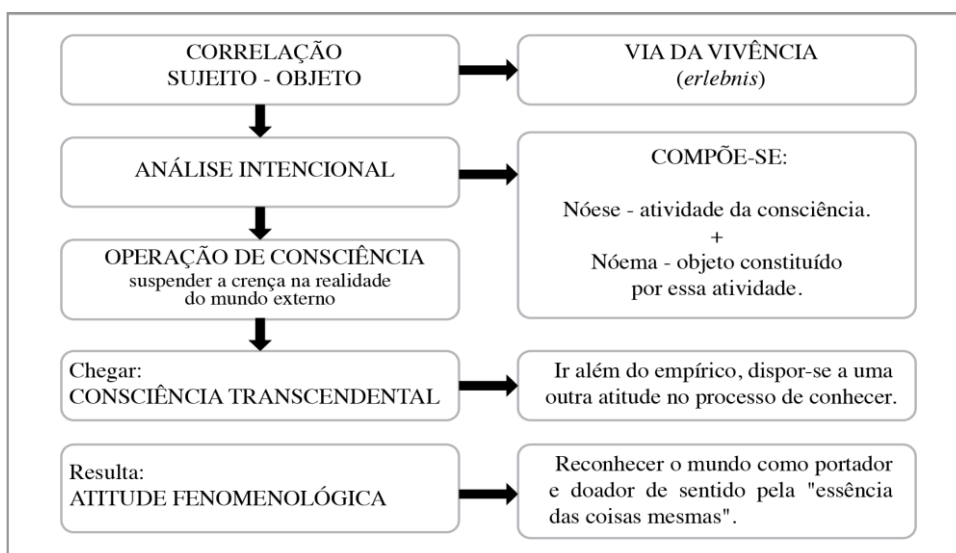 CORRELAÇÃO
SUJEITO - OBJETO
VIA DA VIVÊNCIA
(erlebnis)
ANÁLISE INTENCIONAL
COMPÕE-SE:
Nóese - atividade da consciência.
+
Nóema - objeto constituído
por essa atividade.
OPERAÇÃO DE CONSCIÊNCIA
suspender a crença na realidade
do mundo externo
Chegar:
CONSCIÊNCIA TRANSCENDENTAL
Ir além do empírico, dispor-se a uma
outra atitude no processo de conhecer.
Resulta:
ATITUDE FENOMENOLÓGICA
Reconhecer o mundo como portador
e doador de sentido pela "essência
das coisas mesmas".